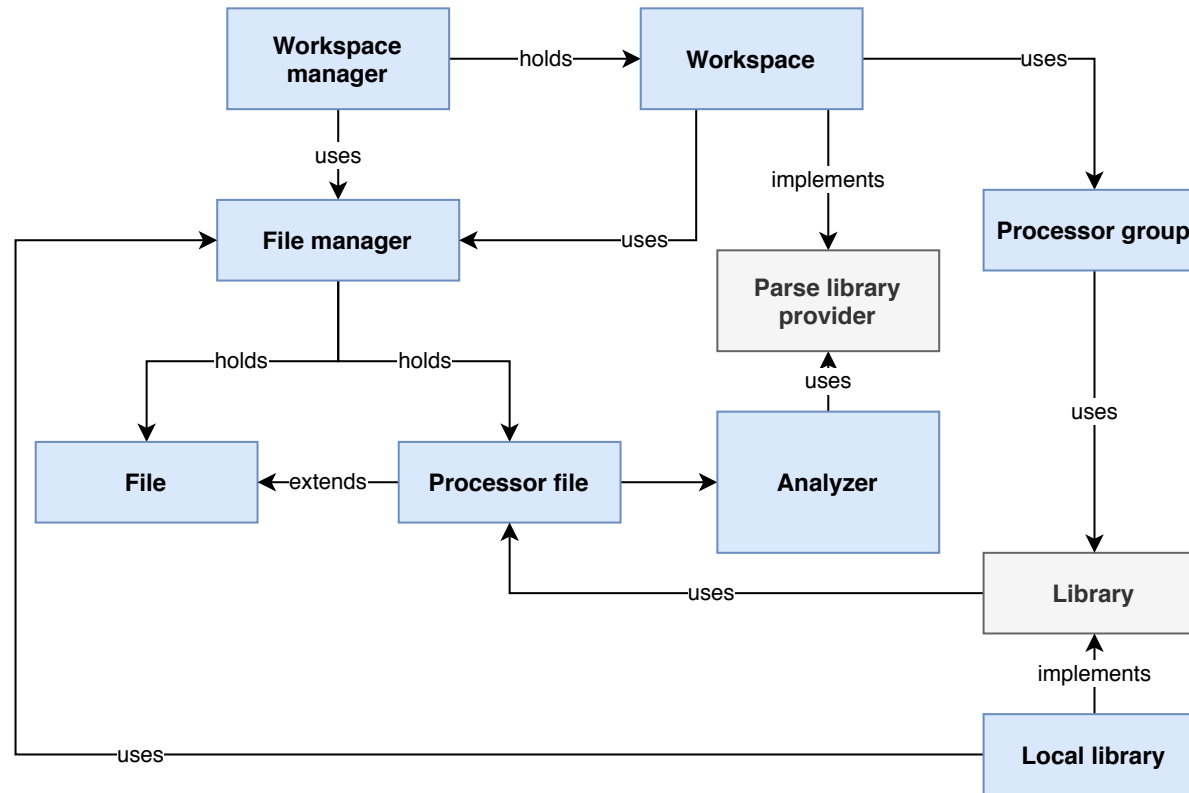 Workspace
manager
holds
Workspace
uses
uses
implements
Processor group
File manager
uses
Parse library
provider
holds
holds
uses
uses
File
extends
Processor file
Analyzer
uses
Library
implements
uses
Local library